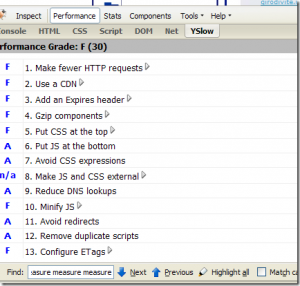 Inspect Performance Stats Components Tools Help
Console HTML CSS Script DOM Net YSlow
Performance Grade: F (30)
F 1. Make fewer HTTP requests
F 2. Use a CDN
F 3. Add an Expires header
F 4. Gzip components
F 5. Put CSS at the top
A 6. Put JS at the bottom
A 7. Avoid CSS expressions
n/a 8. Make JS and CSS external
A 9. Reduce DNS lookups
F 10. Minify JS
A 11. Avoid redirects
A 12. Remove duplicate scripts
F 13. Configure ETags
Find: easure measure measure Next Previous Highlight all Match ca